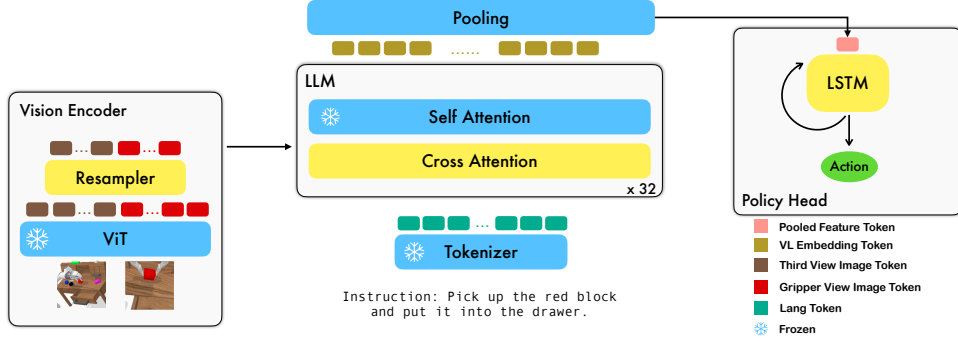 Pooling
......
LLM
Self Attention
Cross Attention
x 32
Vision Encoder
... ...
Resampler
... ...
ViT
...
Tokenizer
Instruction: Pick up the red block
and put it into the drawer.
LSTM
Action
Policy Head
Pooled Feature Token
VL Embedding Token
Third View Image Token
Gripper View Image Token
Lang Token
Frozen